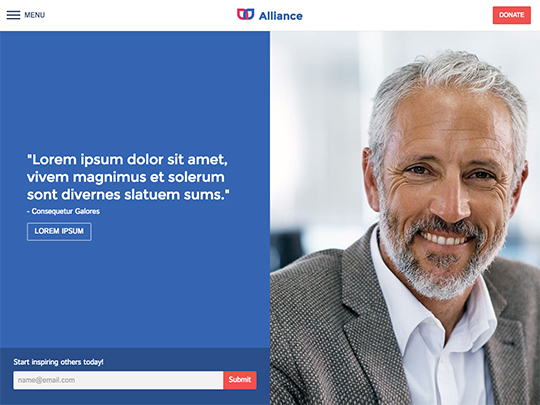 MENU
Alliance
DONATE
"Lorem ipsum dolor sit amet,
vivem magnimus et solerum
sont divernes slatuem sums."
- Consequetur Galores
LOREM IPSUM
Start inspiring others today!
name@email.com
Submit